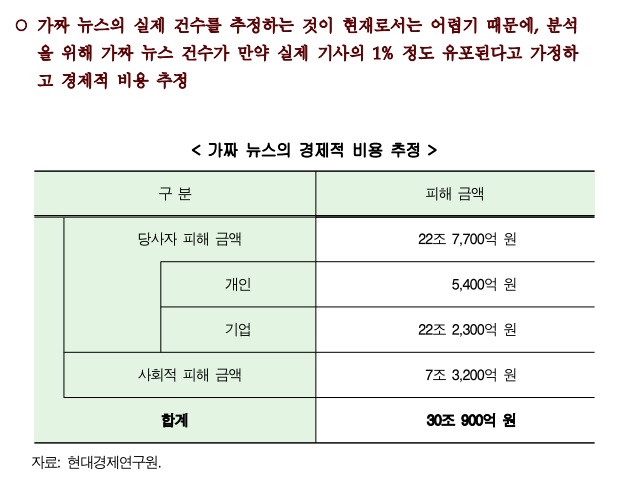 ○ 가짜 뉴스의 실제 건수를 추정하는 것이 현재로서는 어렵기 때문에, 분석
을 위해 가짜 뉴스 건수가 만약 실제 기사의 1% 정도 유포된다고 가정하
고 경제적 비용 추정
< 가짜 뉴스의 경제적 비용 추정 >
구 분 피해 금액
당사자 피해 금액 22조 7,700억 원
개인 5,400억 원
기업 22조 2,300억 원
사회적 피해 금액 7조 3,200억 원
합계 30조 900억 원
자료: 현대경제연구원.